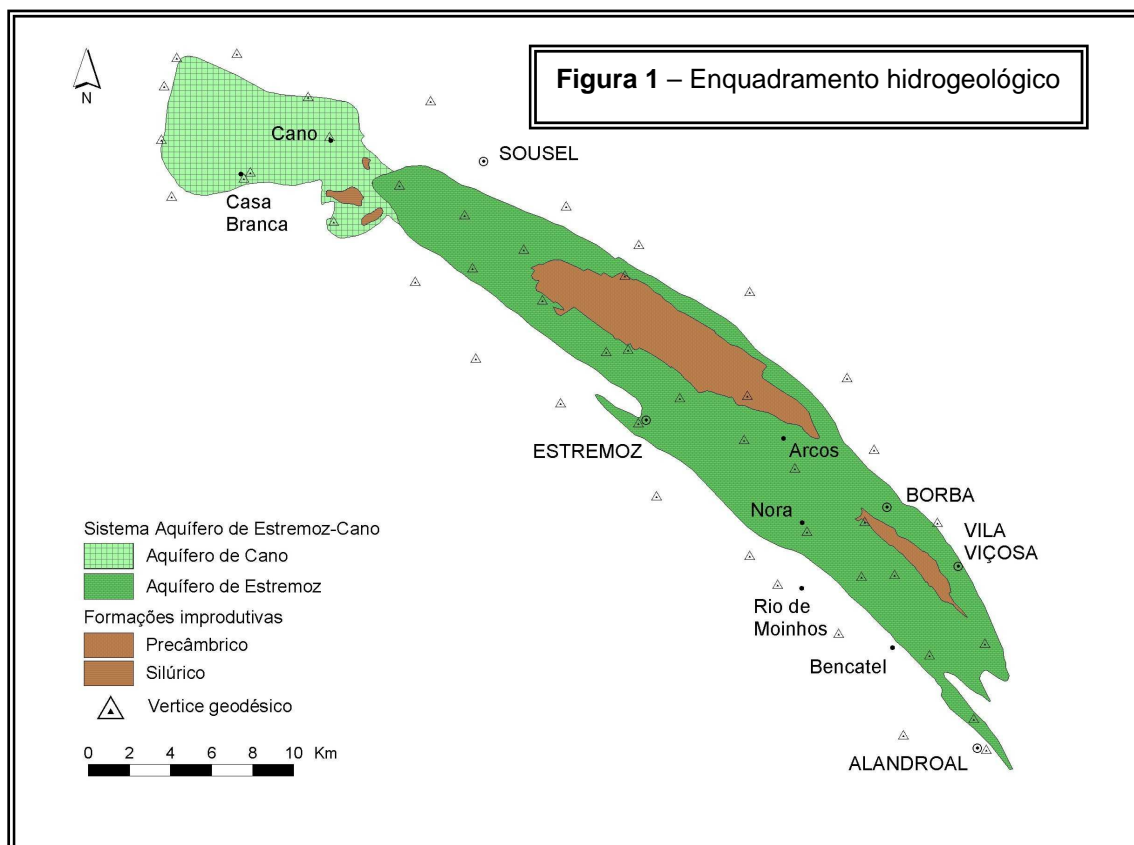 Figura 1 – Enquadramento hidrogeológico
N
Cano
SOUSEL
Casa
Branca
ESTREMOZ
Arcos
BORBA
Nora
VILA
VIÇOSA
Rio de
Moinhos
Bencatel
ALANDROAL
Sistema Aquífero de Estremoz-Cano
Aquífero de Cano
Aquífero de Estremoz
Formações improdutivas
Precâmbrico
Silúrico
Vertice geodésico
0 2 4 6 8 10 Km